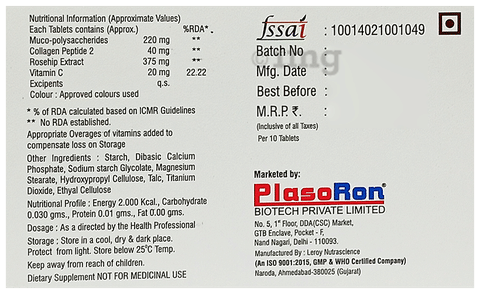 Nutritional Information (Approximate Values)
Each Tablets contains (Approx.) %RDA*.
Muco-polysaccherides 220 mg **
Collagen Peptide 2 40 mg **
Rosehip Extract 375 mg **
Vitamin C 20 mg 22.22
Excipents q.s.
Colour : Approved colours used
* % of RDA calculated based on ICMR Guidelines
** No RDA established.
Appropriate Overages of vitamins added to
compensate loss on Storage
Other Ingredients : Starch, Dibasic Calcium
Phosphate, Sodium starch Glycolate, Magnesium
Stearate, Hydroxypropyl Cellulose, Talc, Titanium
Dioxide, Ethyl Cellulose
Nutritional Profile : Energy 2.000 Kcal., Carbohydrate
0.030 gms., Protein 0.01 gms., Fat 0.00 gms.
Dosage : As a directed by the Health Professional
Storage : Store in a cool, dry & dark place.
Protect from light. Store below 25°C Temp.
Keep away from reach of children.
Dietary Supplement NOT FOR MEDICINAL USE
fssai : 10014021001049
Batch No :
Mfg. Date :
Best Before :
M.R.P. ₹. :
(Inclusive of all Taxes)
Per 10 Tablets
Marketed by:
PlasoRon®
BIOTECH PRIVATE LIMITED
No. 5, 1st Floor, DDA(CSC) Market,
GTB Enclave, Pocket - F,
Nand Nagari, Delhi - 110093.
Manufactured By : Leroy Nutrascience
(An ISO 9001:2015, GMP & WHO Certified Company)
Naroda, Ahmedabad-380025 (Gujarat)